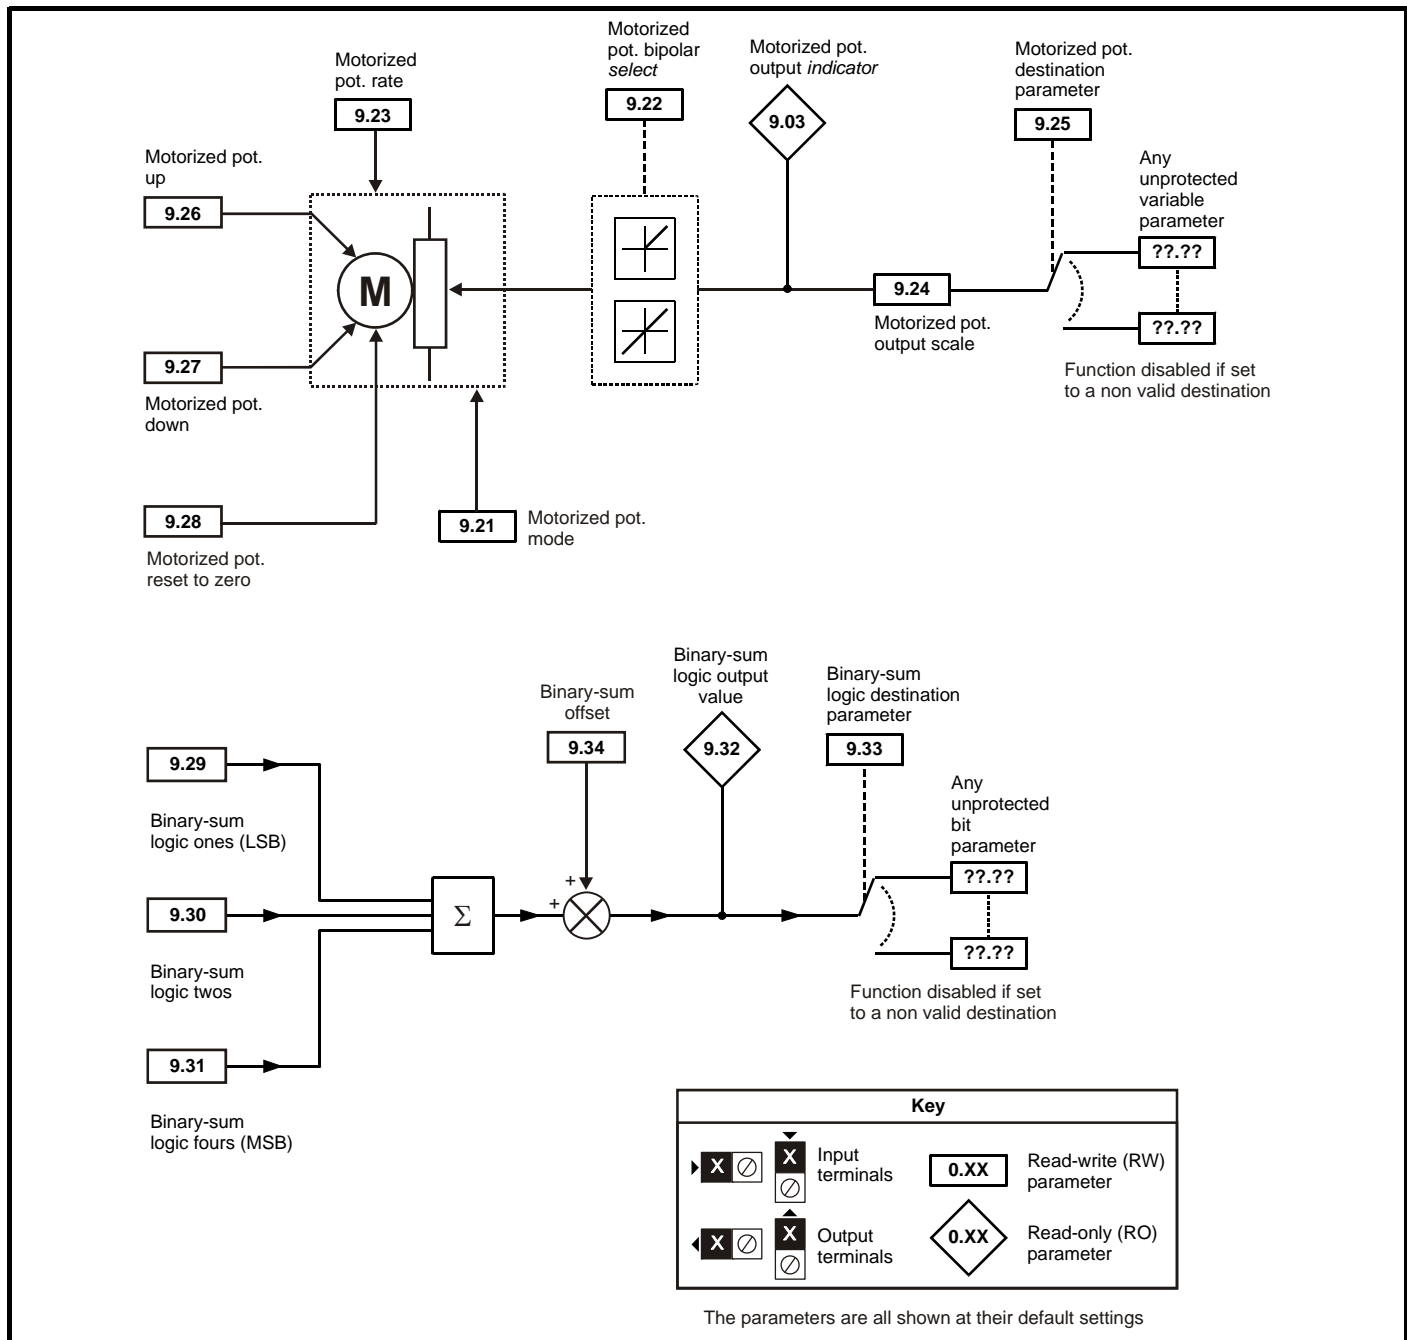 Motorized
pot. rate
9.23
Motorized
pot. bipolar
select
9.22
Motorized pot.
output indicator
9.03
Motorized pot.
destination
parameter
9.25
Motorized pot.
up
9.26
Any
unprotected
variable
parameter
??.??
??.??
M
9.24
Motorized pot.
output scale
Function disabled if set
to a non valid destination
9.27
Motorized pot.
down
9.28
Motorized pot.
reset to zero
9.21
Motorized pot.
mode
Binary-sum
offset
9.34
Binary-sum
logic output
value
9.32
Binary-sum
logic destination
parameter
9.33
9.29
Binary-sum
logic ones (LSB)
Any
unprotected
bit
parameter
??.??
??.??
9.30
Binary-sum
logic twos
+
+
Σ
Function disabled if set
to a non valid destination
9.31
Binary-sum
logic fours (MSB)
Key
X
X
Input
terminals
0.XX
Read-write (RW)
parameter
X
X
Output
terminals
0.XX
Read-only (RO)
parameter
The parameters are all shown at their default settings